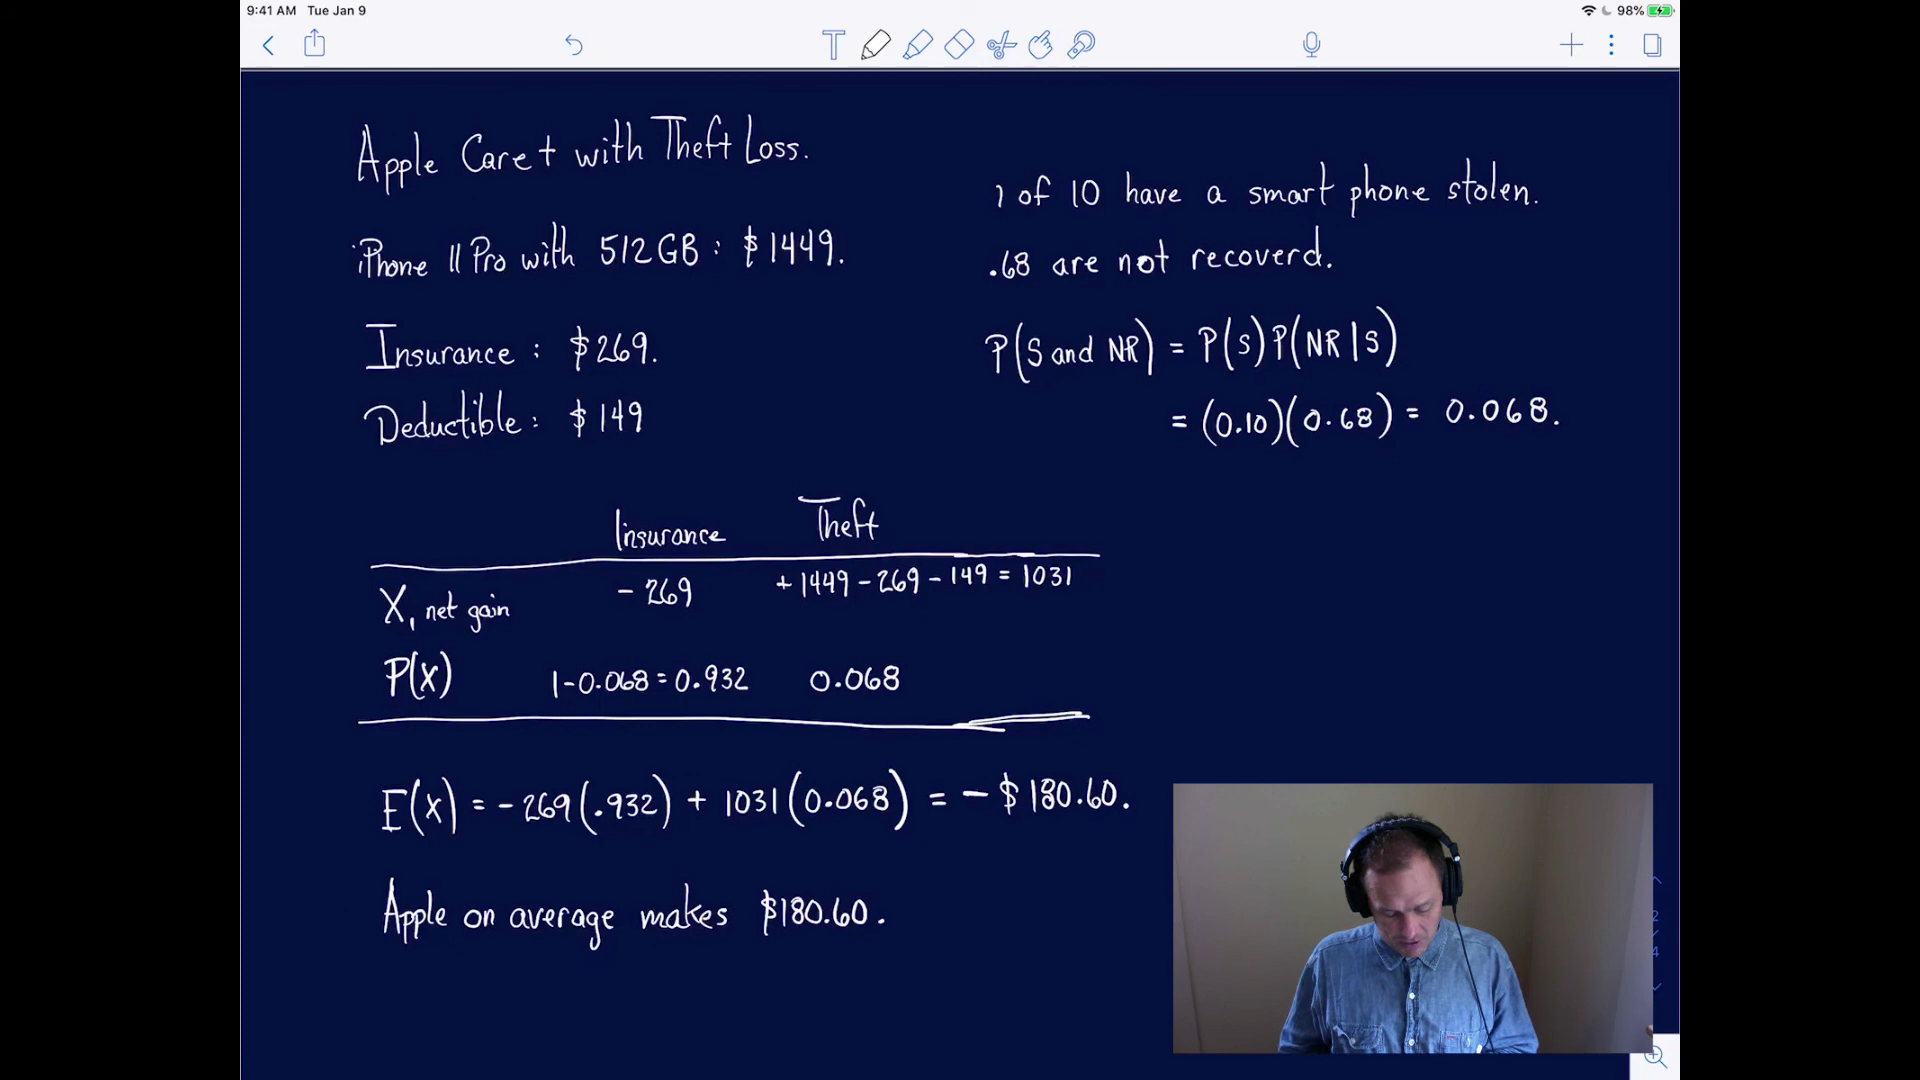 9:41 AM Tue Jan 9
98%
Apple Care+ with Theft Loss.
iPhone 11 Pro with 512GB: $1449.
Insurance: $269.
Deductible: $149
1 of 10 have a smart phone stolen.
.68 are not recoverd.
P(S and NR) = P(S)P(NR|S)
= (0.10)(0.68) = 0.068.
Insurance Theft
X, net gain -269 +1449-269-149=1031
P(X) 1-0.068=0.932 0.068
E(X) = -269(.932) + 1031(0.068) = -$180.60.
Apple on average makes $180.60.
2
4